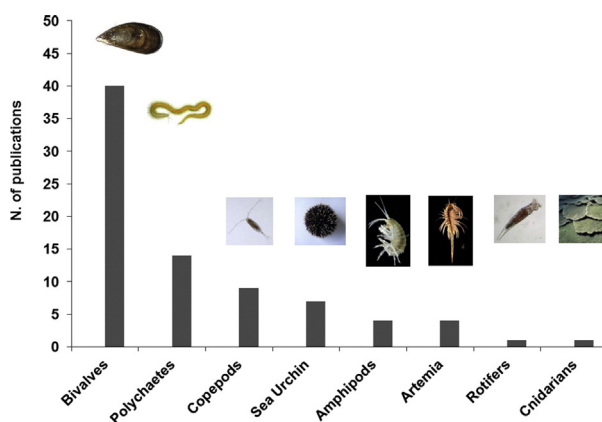 N. of publications
50
45
40
35
30
25
20
15
10
5
0
Bivalves
Polychaetes
Copepods
Sea Urchin
Amphipods
Artemia
Rotifers
Cnidarians